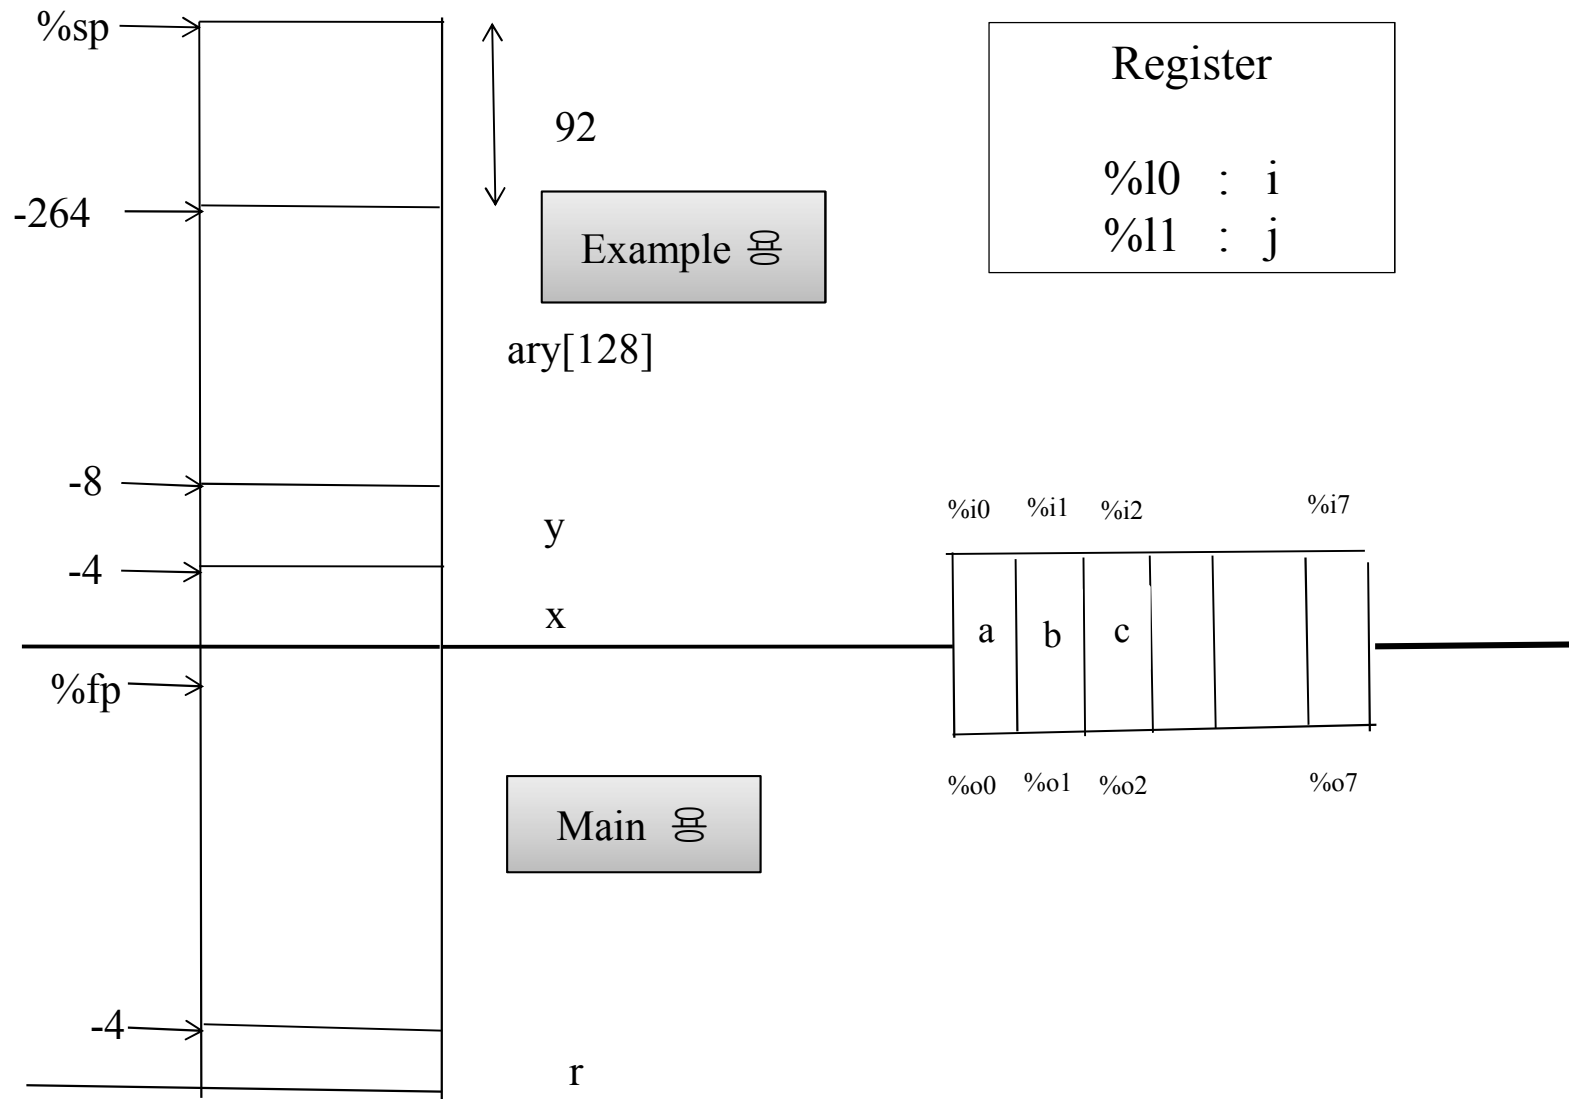 %sp
92
Register
%l0 : i
%l1 : j
-264
Example 용
ary[128]
-8
y
-4
x
%i0 %i1 %i2 %i7
a b c
%fp
%o0 %o1 %o2 %o7
Main 용
-4
r